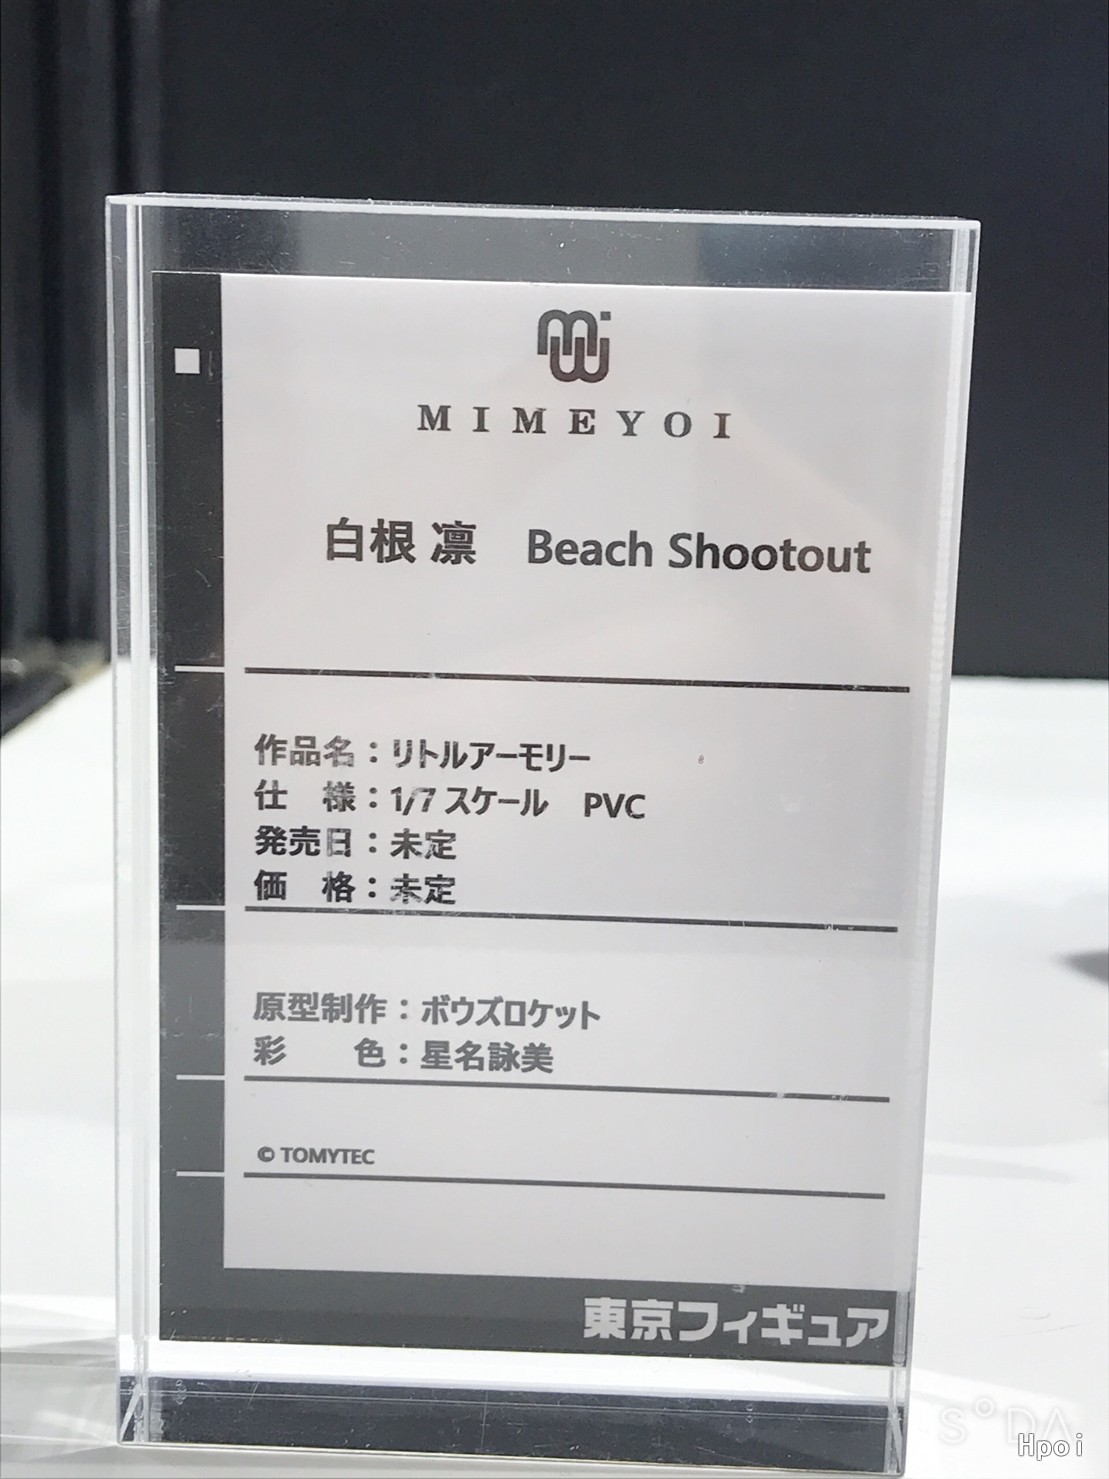 mi
MIMEYOI
白根 凛　Beach Shootout
作品名：リトルアーモリー
仕　様：1/7 スケール　PVC
発売日：未定
価　格：未定
原型制作：ボウズロケット
彩　　色：星名詠美
© TOMYTEC
東京フィギュア
SODA
Hpoi